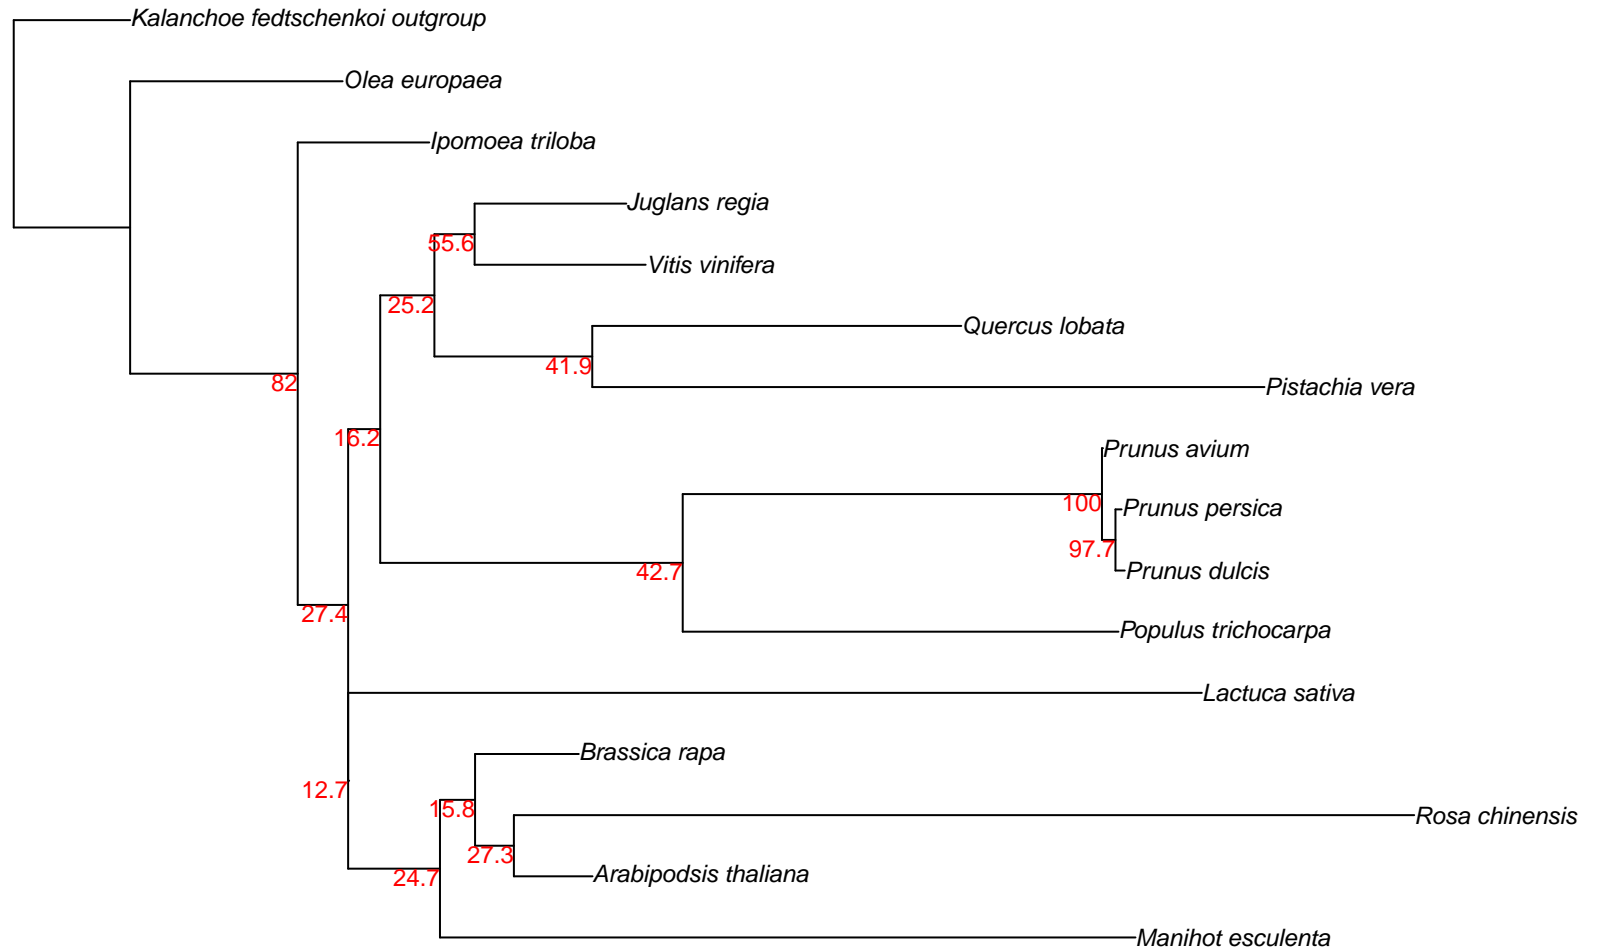 Kalanchoe fedtschenkoi outgroup
Olea europaea
Ipomoea triloba
Juglans regia
55.6
Vitis vinifera
25.2
Quercus lobata
41.9
Pistachia vera
82
16.2
Prunus avium
100
Prunus persica
97.7
Prunus dulcis
42.7
27.4
Populus trichocarpa
Lactuca sativa
Brassica rapa
12.7
15.8
Rosa chinensis
27.3
24.7
Arabipodsis thaliana
Manihot esculenta